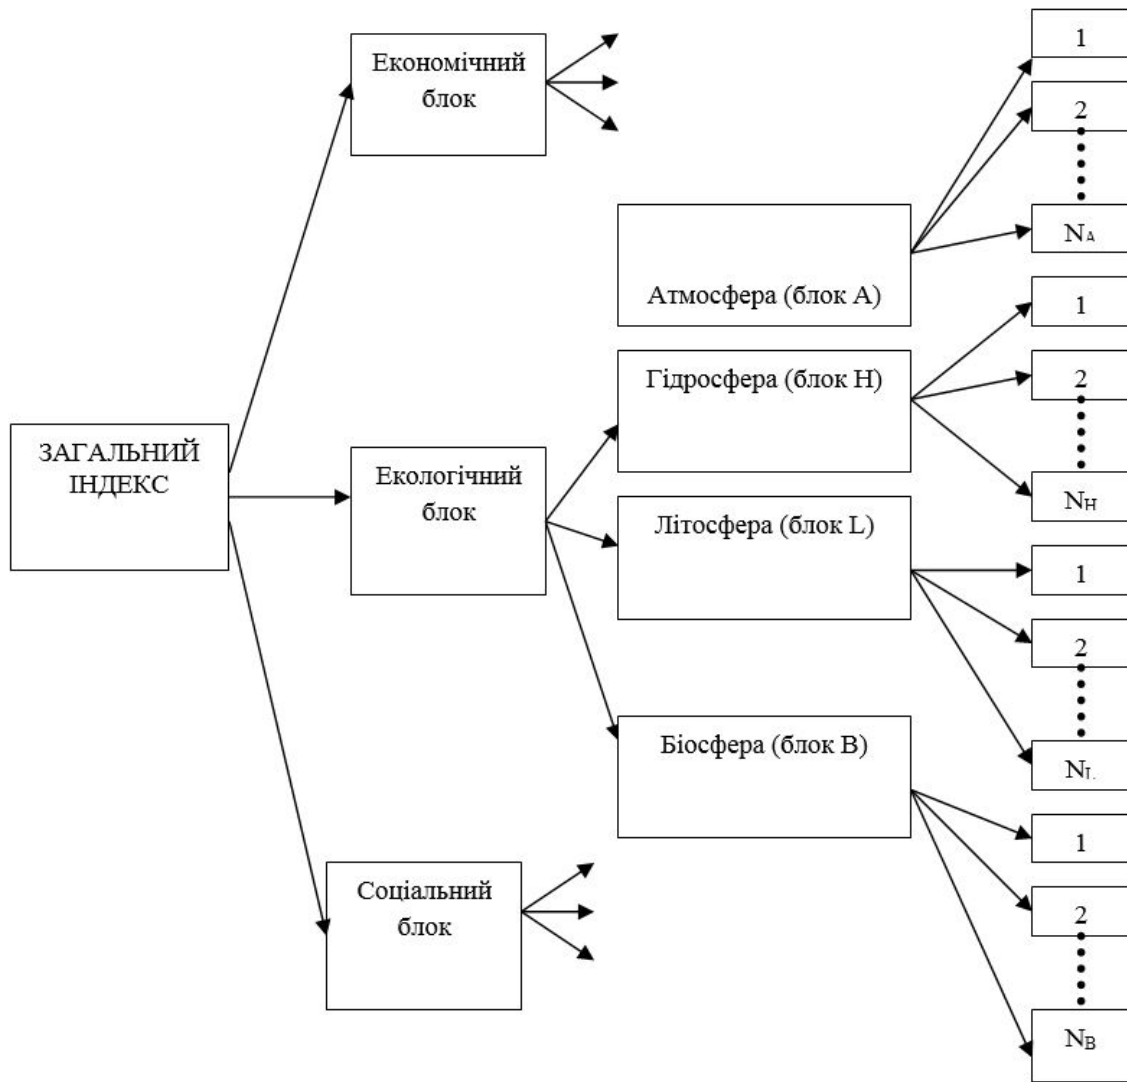 ЗАГАЛЬНИЙ
ІНДЕКС
Економічний
блок
Екологічний
блок
Соціальний
блок
Атмосфера (блок А)
Гідросфера (блок Н)
Літосфера (блок L)
Біосфера (блок В)
1
2
NA
1
2
NH
1
2
NL
1
2
NB